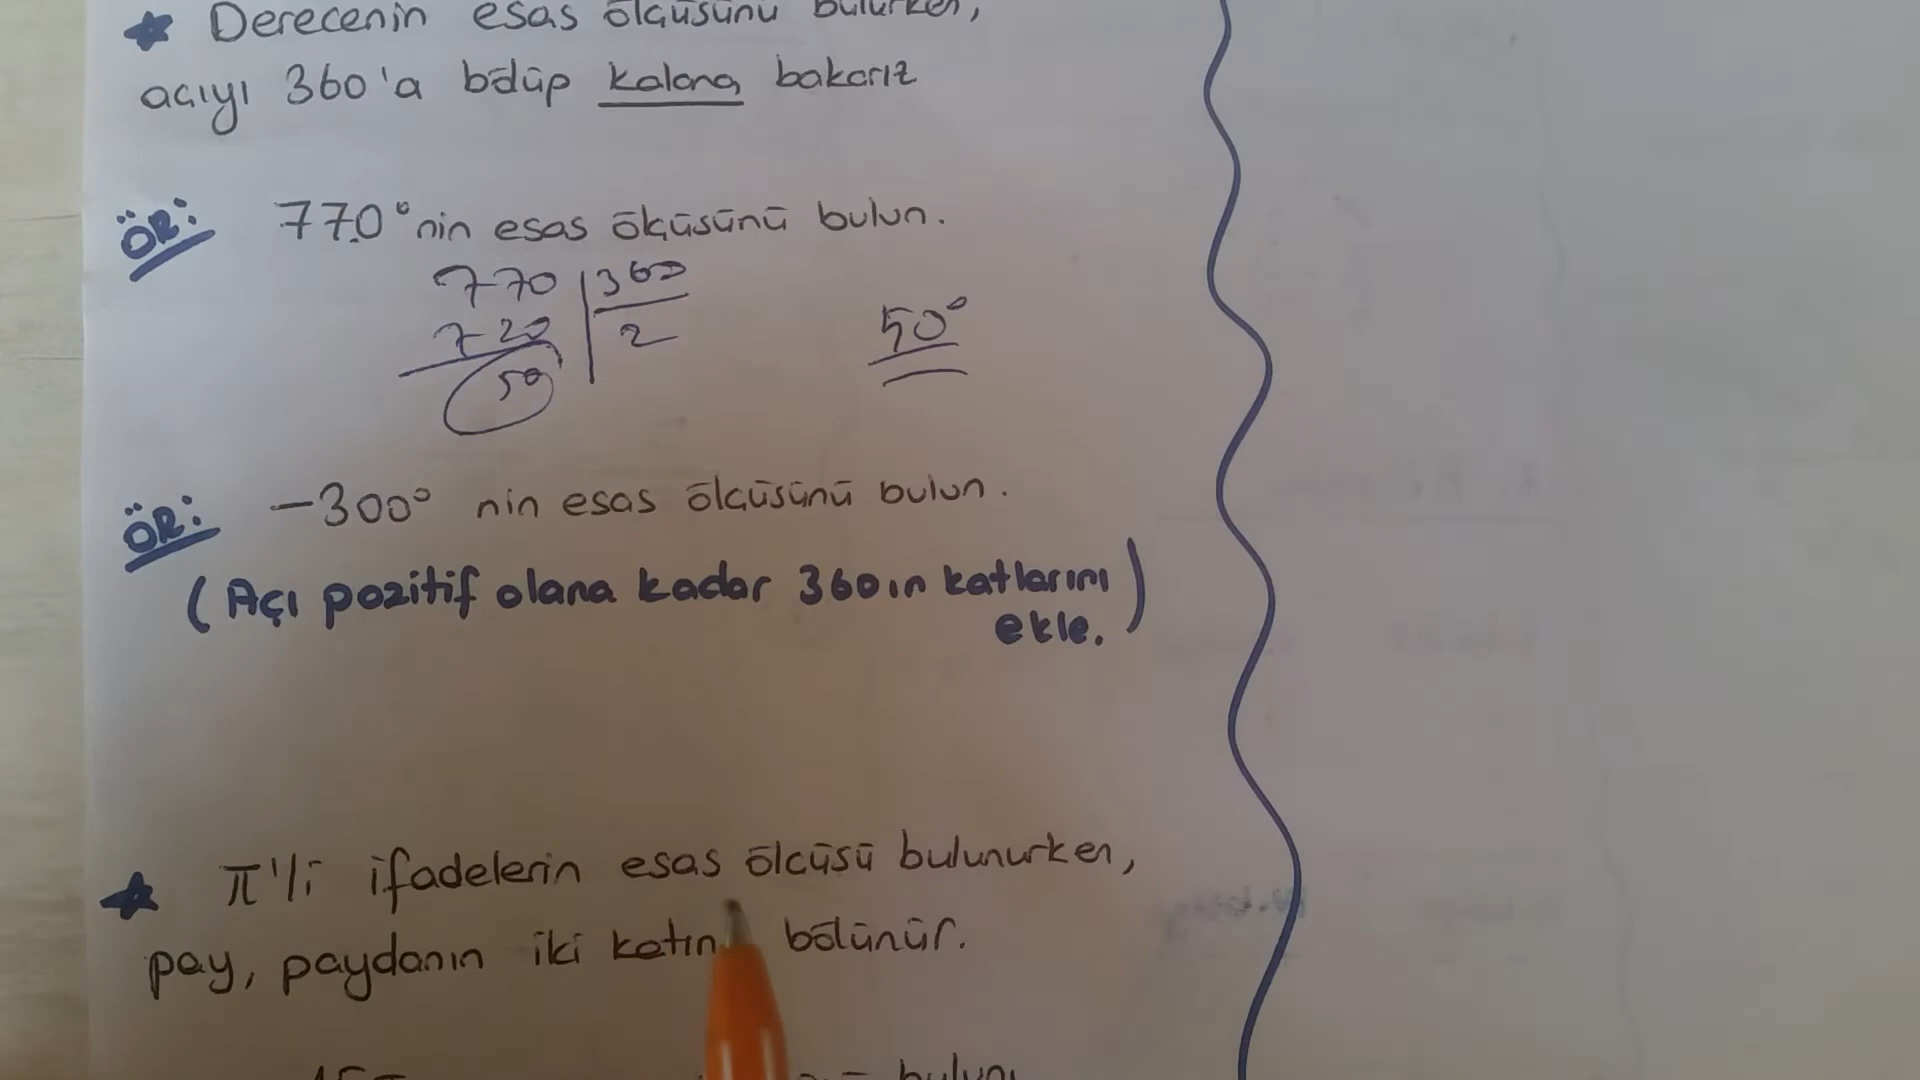 ★ Derecenin esas ölçüsünü bulurken,
açıyı 360'a bölüp kalana bakarız
ÖR: 770° nin esas ölçüsünü bulun.
770 | 360
720 | 2
50
50°
ÖR: -300° nin esas ölçüsünü bulun.
(Açı pozitif olana kadar 360ın katlarını
ekle.)
★ π'li ifadelerin esas ölçüsü bulunurken,
pay, paydanın iki katına bölünür.